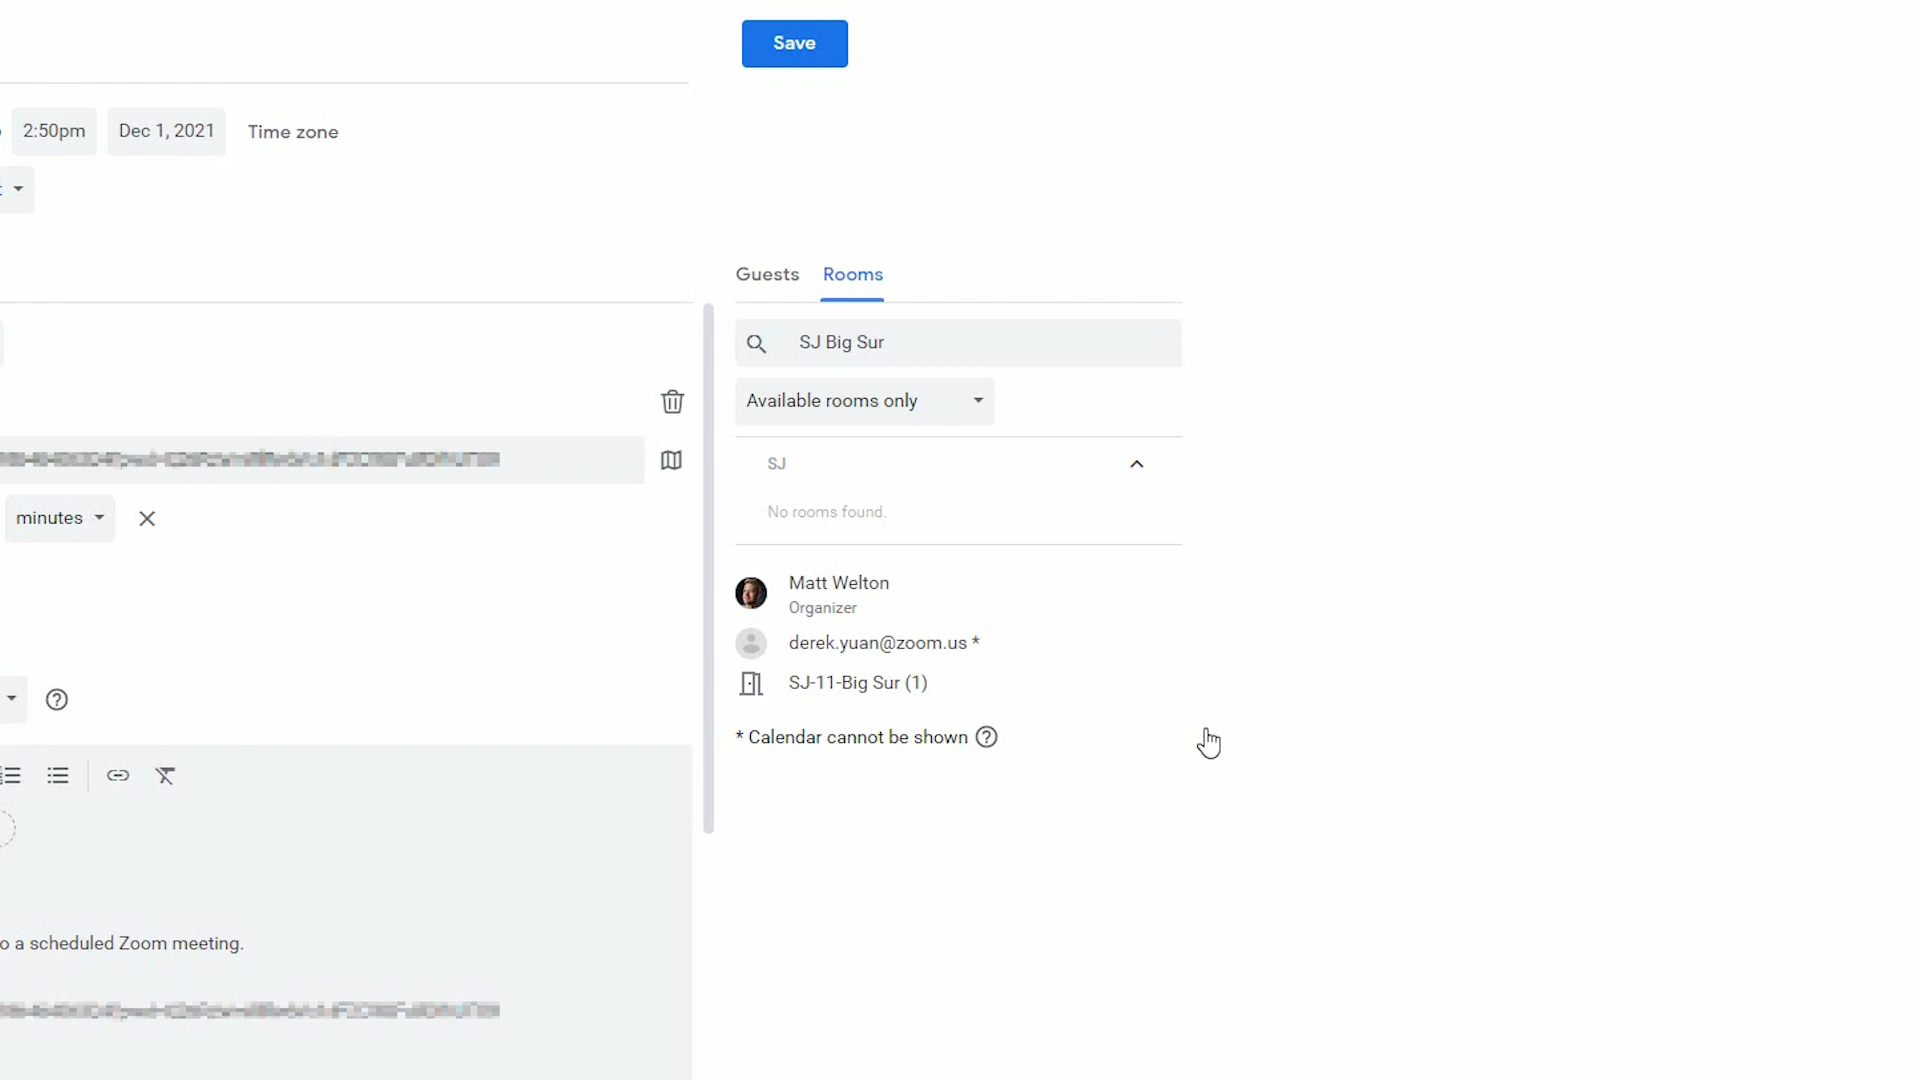 Save
2:50pm Dec 1, 2021 Time zone
Guests Rooms
SJ Big Sur
Available rooms only
SJ
No rooms found.
minutes
Matt Welton
Organizer
derek.yuan@zoom.us *
SJ-11-Big Sur (1)
* Calendar cannot be shown
o a scheduled Zoom meeting.